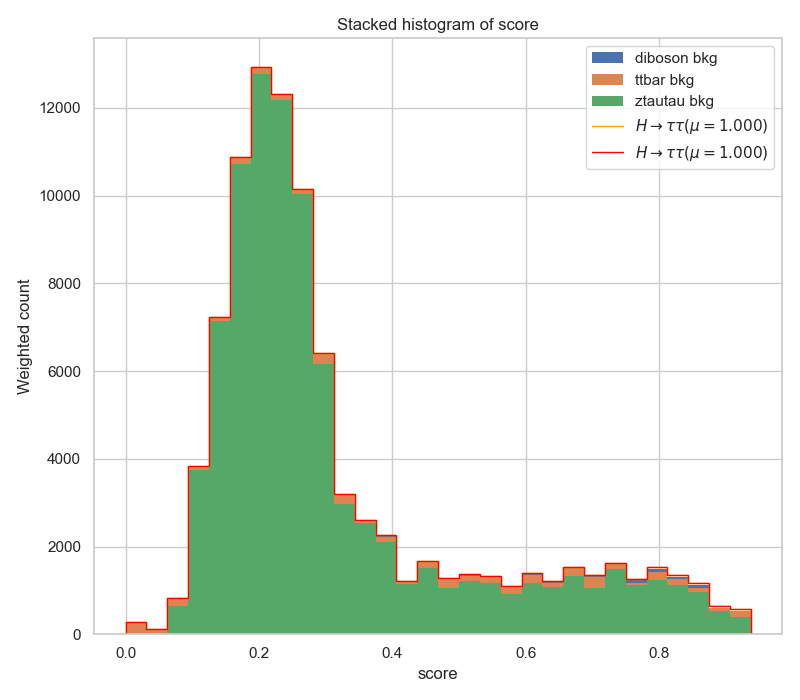 Stacked histogram of score
diboson bkg
ttbar bkg
ztautau bkg
H → ττ(μ = 1.000)
H → ττ(μ = 1.000)
12000
10000
8000
6000
4000
2000
0
Weighted count
0.0 0.2 0.4 0.6 0.8
score